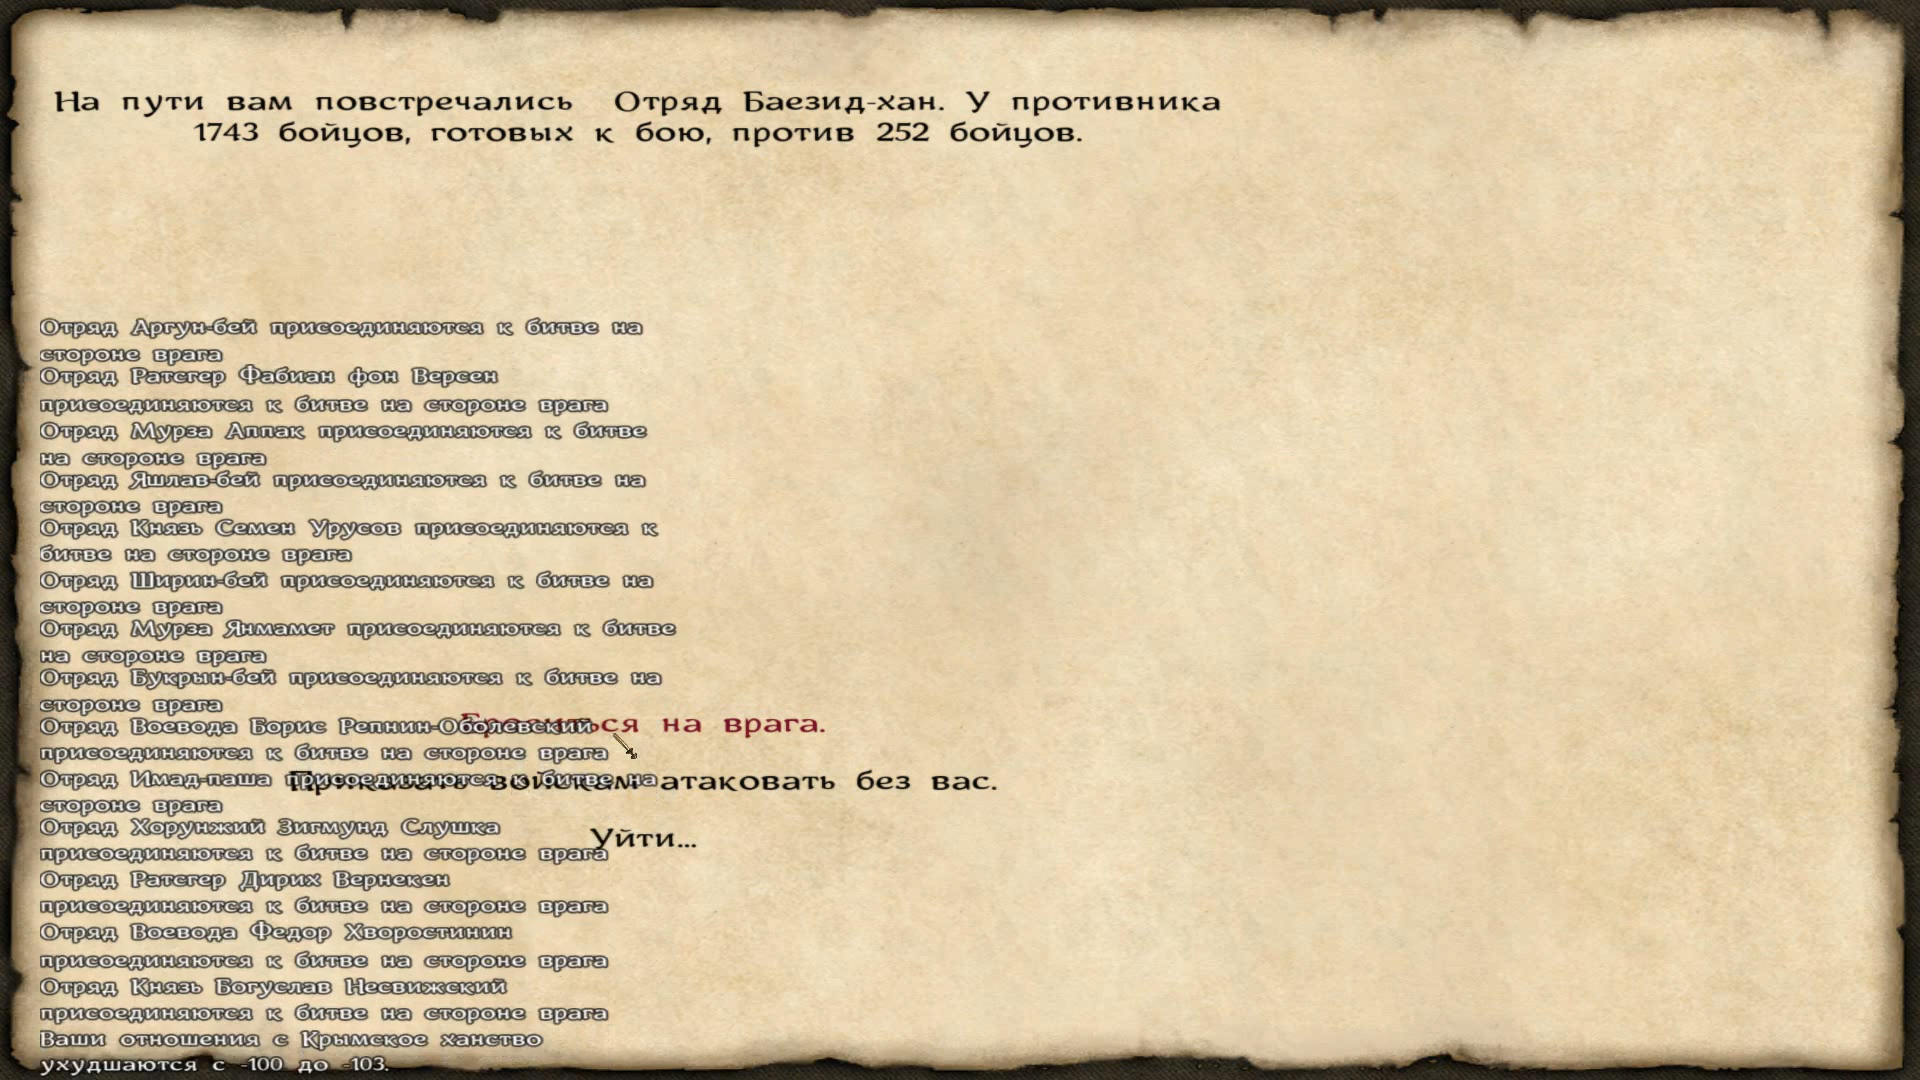 На пути вам повстречались Отряд Баезид-хан. У противника
1743 бойцов, готовых к бою, против 252 бойцов.
Отряд Аргун-бей присоединяются к битве на
стороне врага
Отряд Ратсгер Фабиан фон Версен
присоединяются к битве на стороне врага
Отряд Мурза Аппак присоединяются к битве
на стороне врага
Отряд Яшлав-бей присоединяются к битве на
стороне врага
Отряд Князь Семен Урусов присоединяются к
битве на стороне врага
Отряд Ширин-бей присоединяются к битве на
стороне врага
Отряд Мурза Янмамет присоединяются к битве
на стороне врага
Отряд Букрын-бей присоединяются к битве на
стороне врага
Отряд Воевода Борис Репнин-Оболевский
Броситься на врага.
присоединяются к битве на стороне врага
Отряд Имад-паша присоединяются к битве на
Приказать войскам атаковать без вас.
стороне врага
Отряд Хорунжий Зигмунд Слушка
Уйти...
присоединяются к битве на стороне врага
Отряд Ратсгер Дирих Вернекен
присоединяются к битве на стороне врага
Отряд Воевода Федор Хворостинин
присоединяются к битве на стороне врага
Отряд Князь Богуслав Несвижский
присоединяются к битве на стороне врага
Ваши отношения с Крымское ханство
ухудшаются с -100 до -103.